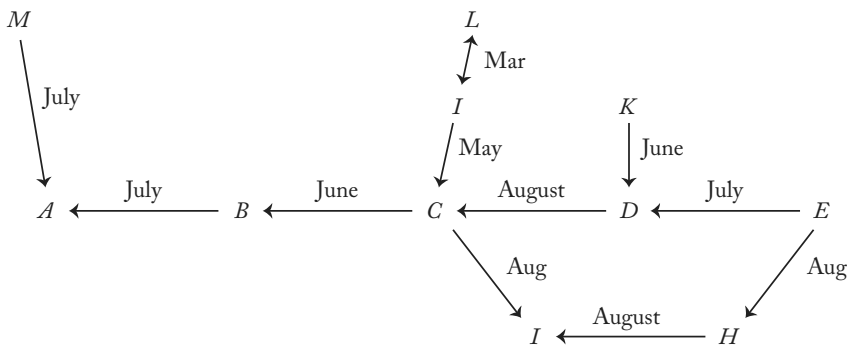 M L
Mar
July I K
May June
July June August July
A B C D E
Aug Aug
August
I H